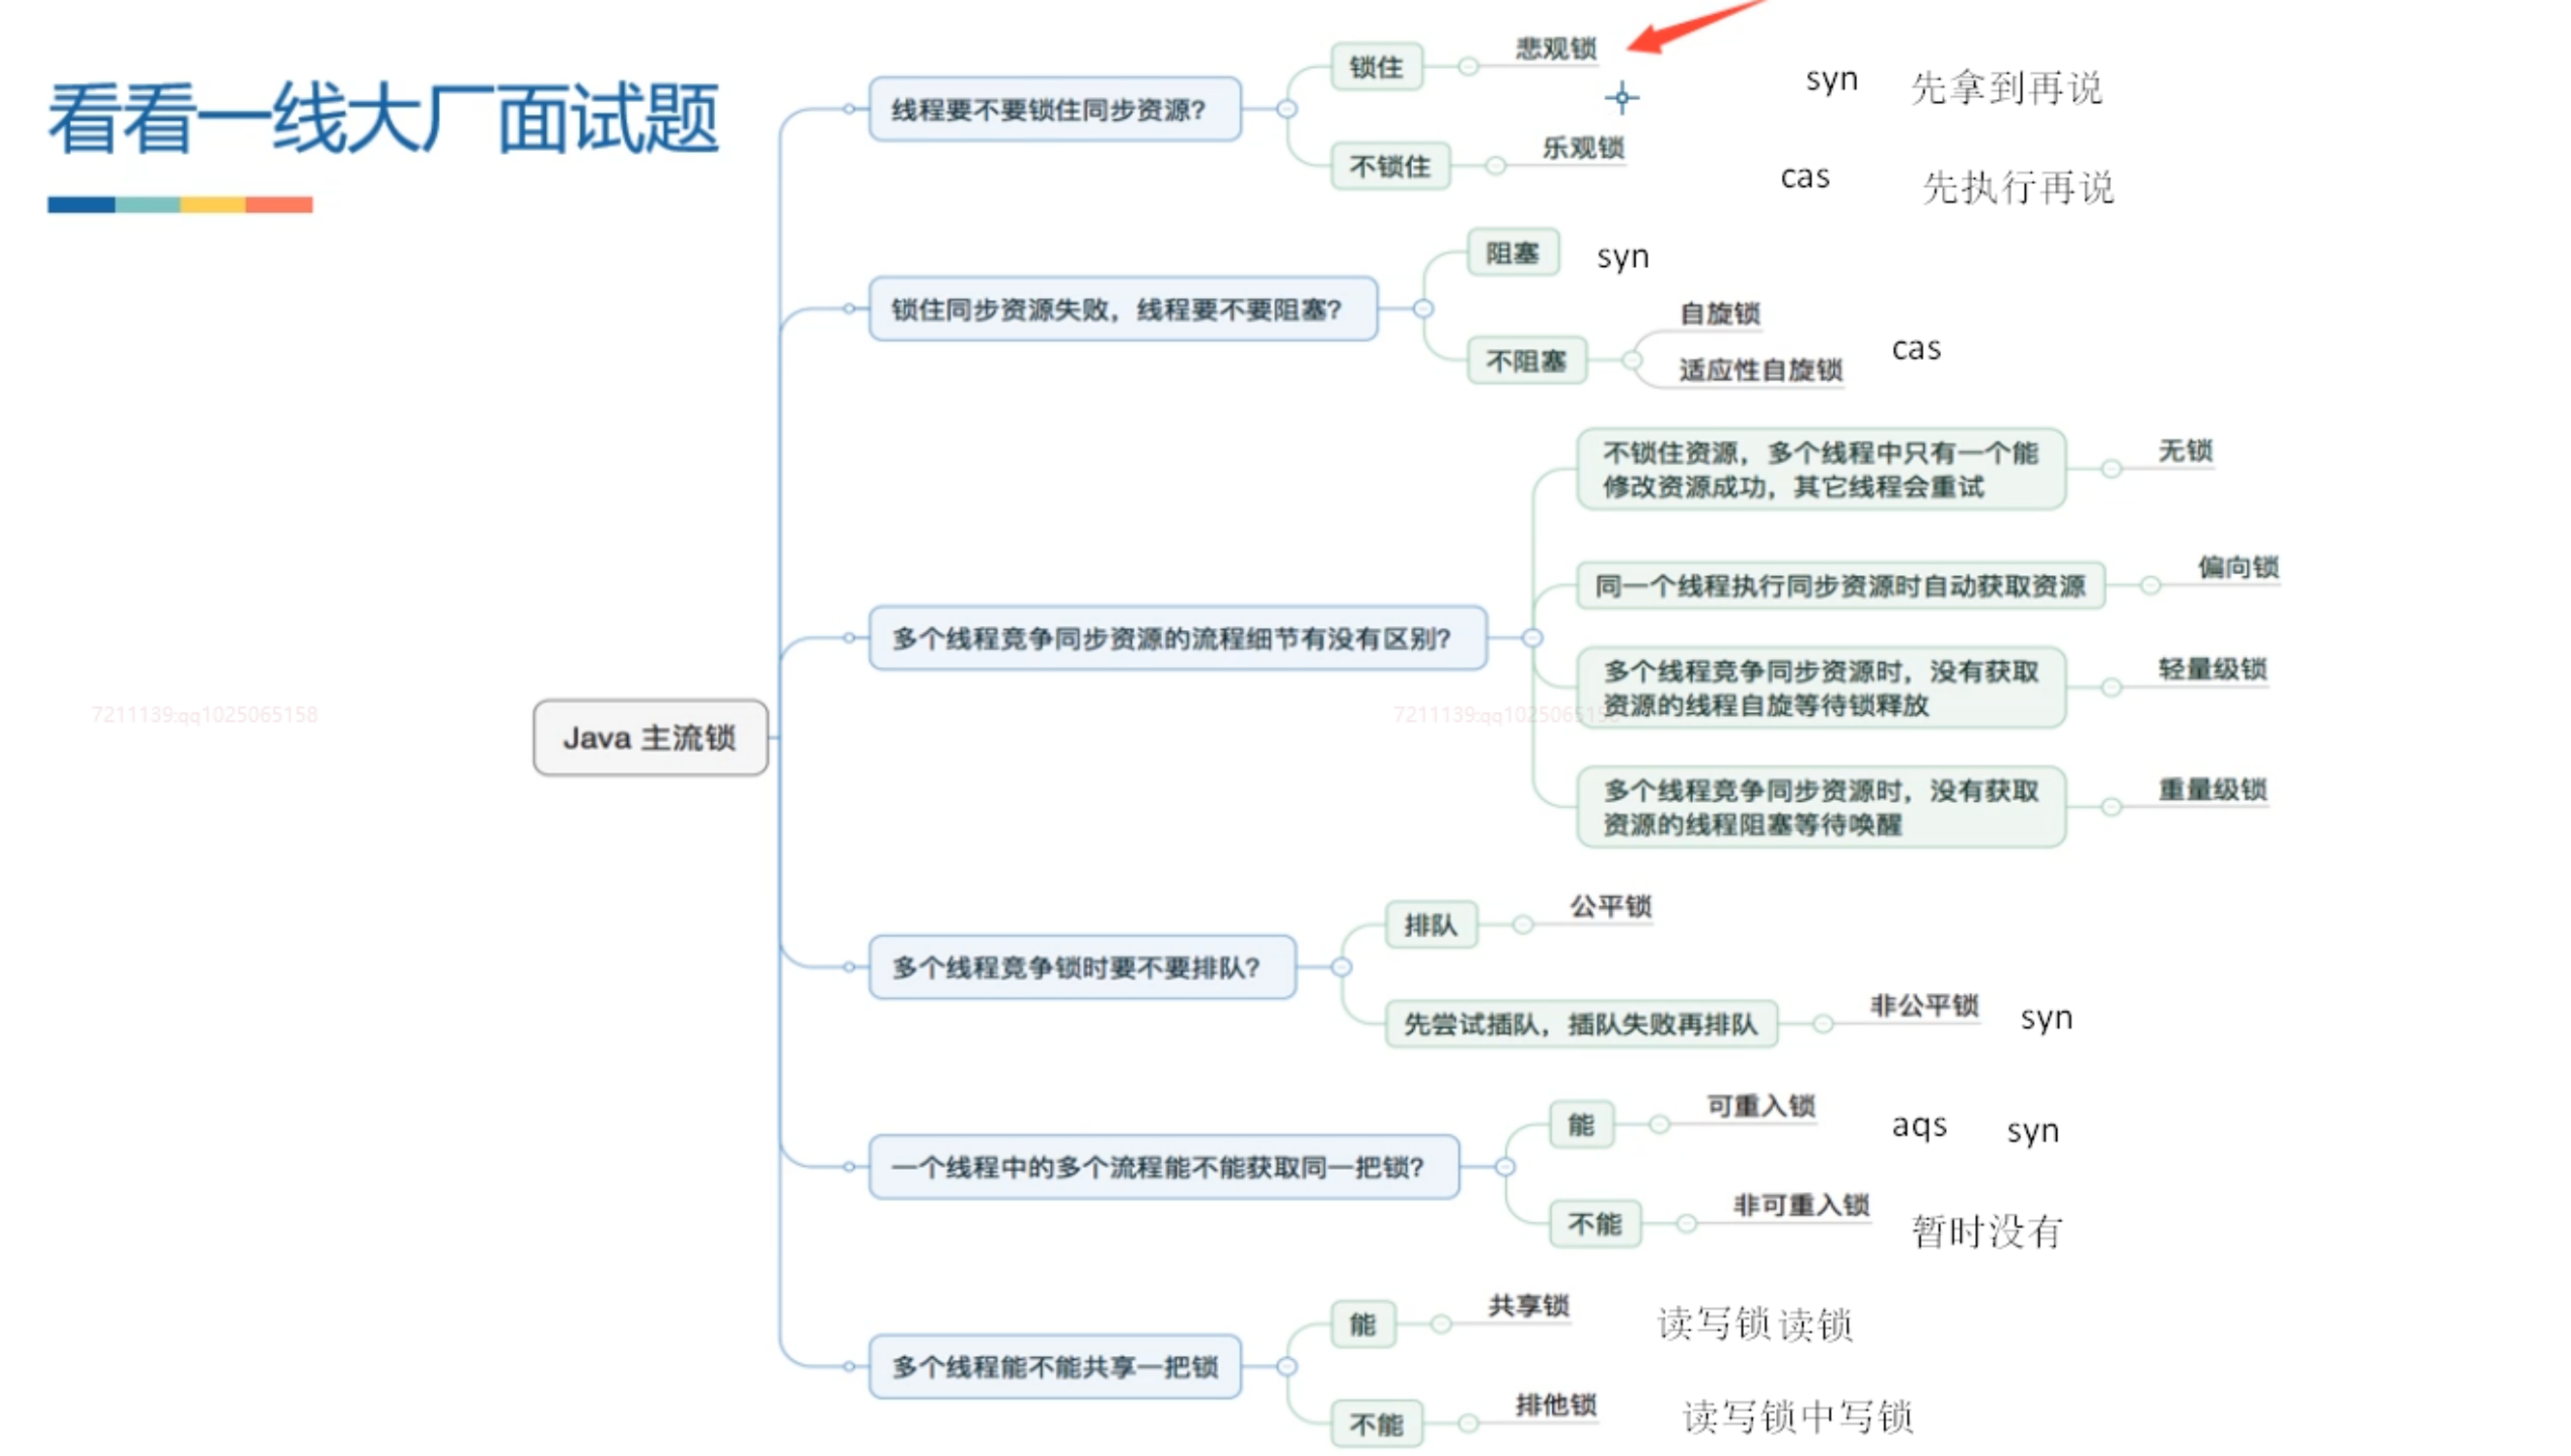 看看一线大厂面试题
Java 主流锁
线程要不要锁住同步资源？
锁住
悲观锁
syn 先拿到再说
不锁住
乐观锁
cas 先执行再说
锁住同步资源失败，线程要不要阻塞？
阻塞
syn
不阻塞
自旋锁
适应性自旋锁
cas
多个线程竞争同步资源的流程细节有没有区别？
不锁住资源，多个线程中只有一个能
修改资源成功，其它线程会重试
无锁
同一个线程执行同步资源时自动获取资源
偏向锁
多个线程竞争同步资源时，没有获取
资源的线程自旋等待锁释放
轻量级锁
多个线程竞争同步资源时，没有获取
资源的线程阻塞等待唤醒
重量级锁
多个线程竞争锁时要不要排队？
排队
公平锁
先尝试插队，插队失败再排队
非公平锁
syn
一个线程中的多个流程能不能获取同一把锁？
能
可重入锁
aqs syn
不能
非可重入锁
暂时没有
多个线程能不能共享一把锁
能
共享锁
读写锁 读锁
不能
排他锁
读写锁中写锁
7211139:qq1025065158
7211139:qq1025065158